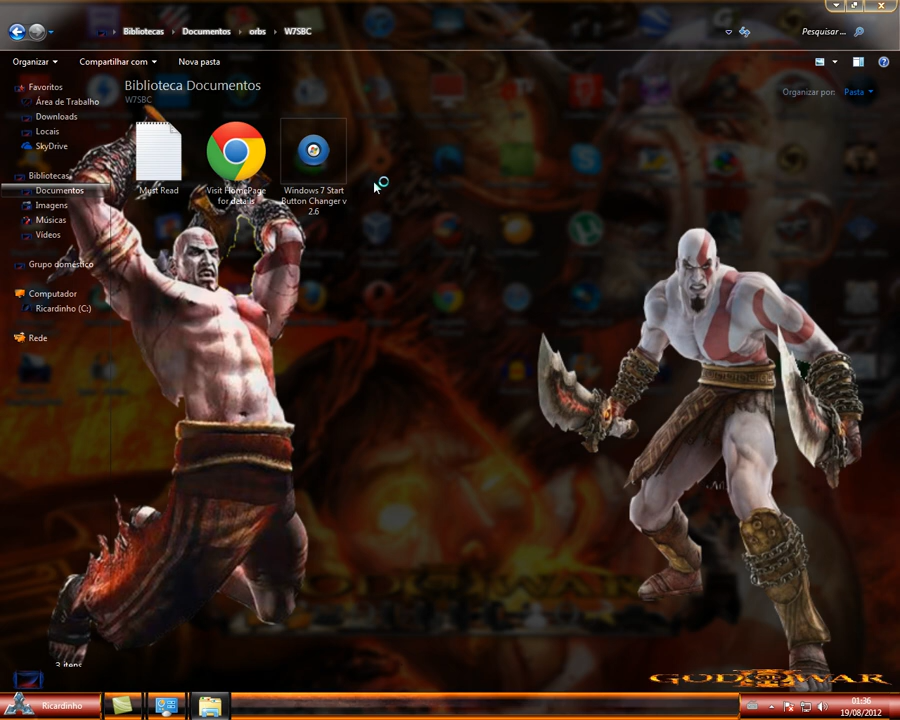 Bibliotecas Documentos orbs W7SBC
Pesquisar ...
Organizar Compartilhar com Nova pasta
Biblioteca Documentos
W7SBC
Organizar por: Pasta
Favoritos
Área de Trabalho
Downloads
Locais
SkyDrive
Bibliotecas
Documentos
Imagens
Músicas
Vídeos
Grupo doméstico
Computador
Ricardinho (C:)
Rede
Must Read
Visit HomePage
for details
Windows 7 Start
Button Changer v
2.6
GOD OF WAR
3 itens
GOD OF WAR
Ricardinho
01:36
19/08/2012